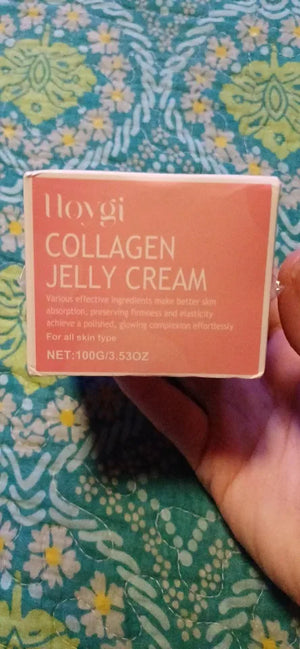 Hoygi
COLLAGEN
JELLY CREAM
Various effective ingredients make better skin
absorption, preserving firmness and elasticity
achieve a polished, glowing complexion effortlessly
For all skin type
NET:100G/3.53OZ